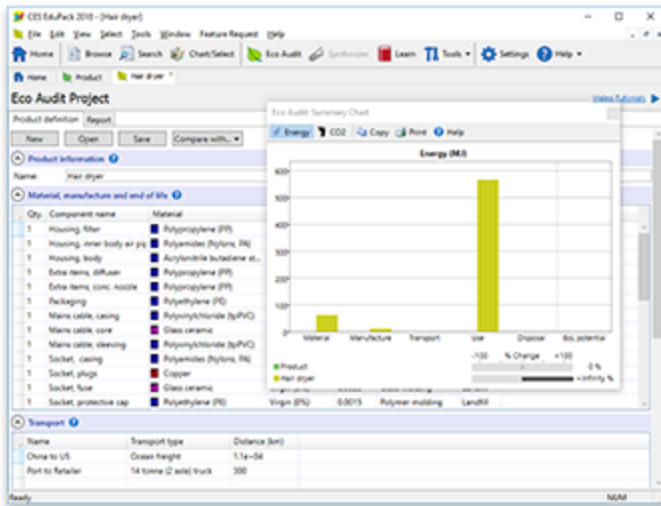 CES EduPack 2018 - [Hair dryer]
File Edit View Select Tools Window Feature Request Help
Home Browse Search Chart/Select Eco Audit Synthesizer Learn Tools Settings Help
Home Product Hair dryer
Eco Audit Project
Video Tutorials
Product definition Report
New Open Save Compare with...
Product information
Name: Hair dryer
Material, manufacture and end of life
Qty. Component name Material
1 Housing, filter Polypropylene (PP)
1 Housing, inner body air pip Polyamides (Nylons, PA)
1 Housing, body Acrylonitrile butadiene st...
1 Extra items, diffuser Polypropylene (PP)
1 Extra items, conc. nozzle Polypropylene (PP)
1 Packaging Polyethylene (PE)
1 Mains cable, casing Polyvinylchloride (tpPVC)
1 Mains cable, core Glass ceramic
1 Mains cable, sleeving Polyvinylchloride (tpPVC)
1 Socket, casing Polyamides (Nylons, PA)
1 Socket, plugs Copper
1 Socket, fuse Glass ceramic
1 Socket, protective cap Polyethylene (PE) Virgin (0%) 0.0015 Polymer molding Landfill
Eco Audit: Summary Chart
Energy CO2 Copy Print Help
Energy (MJ)
600
500
400
300
200
100
0
Material Manufacture Transport Use Disposal EoL potential
-100 % Change +100
Product 0 %
Hair dryer +Infinity %
Transport
Name Transport type Distance (km)
China to US Ocean freight 1.1e+04
Port to Retailer 14 tonne (2 axle) truck 300
Ready NUM